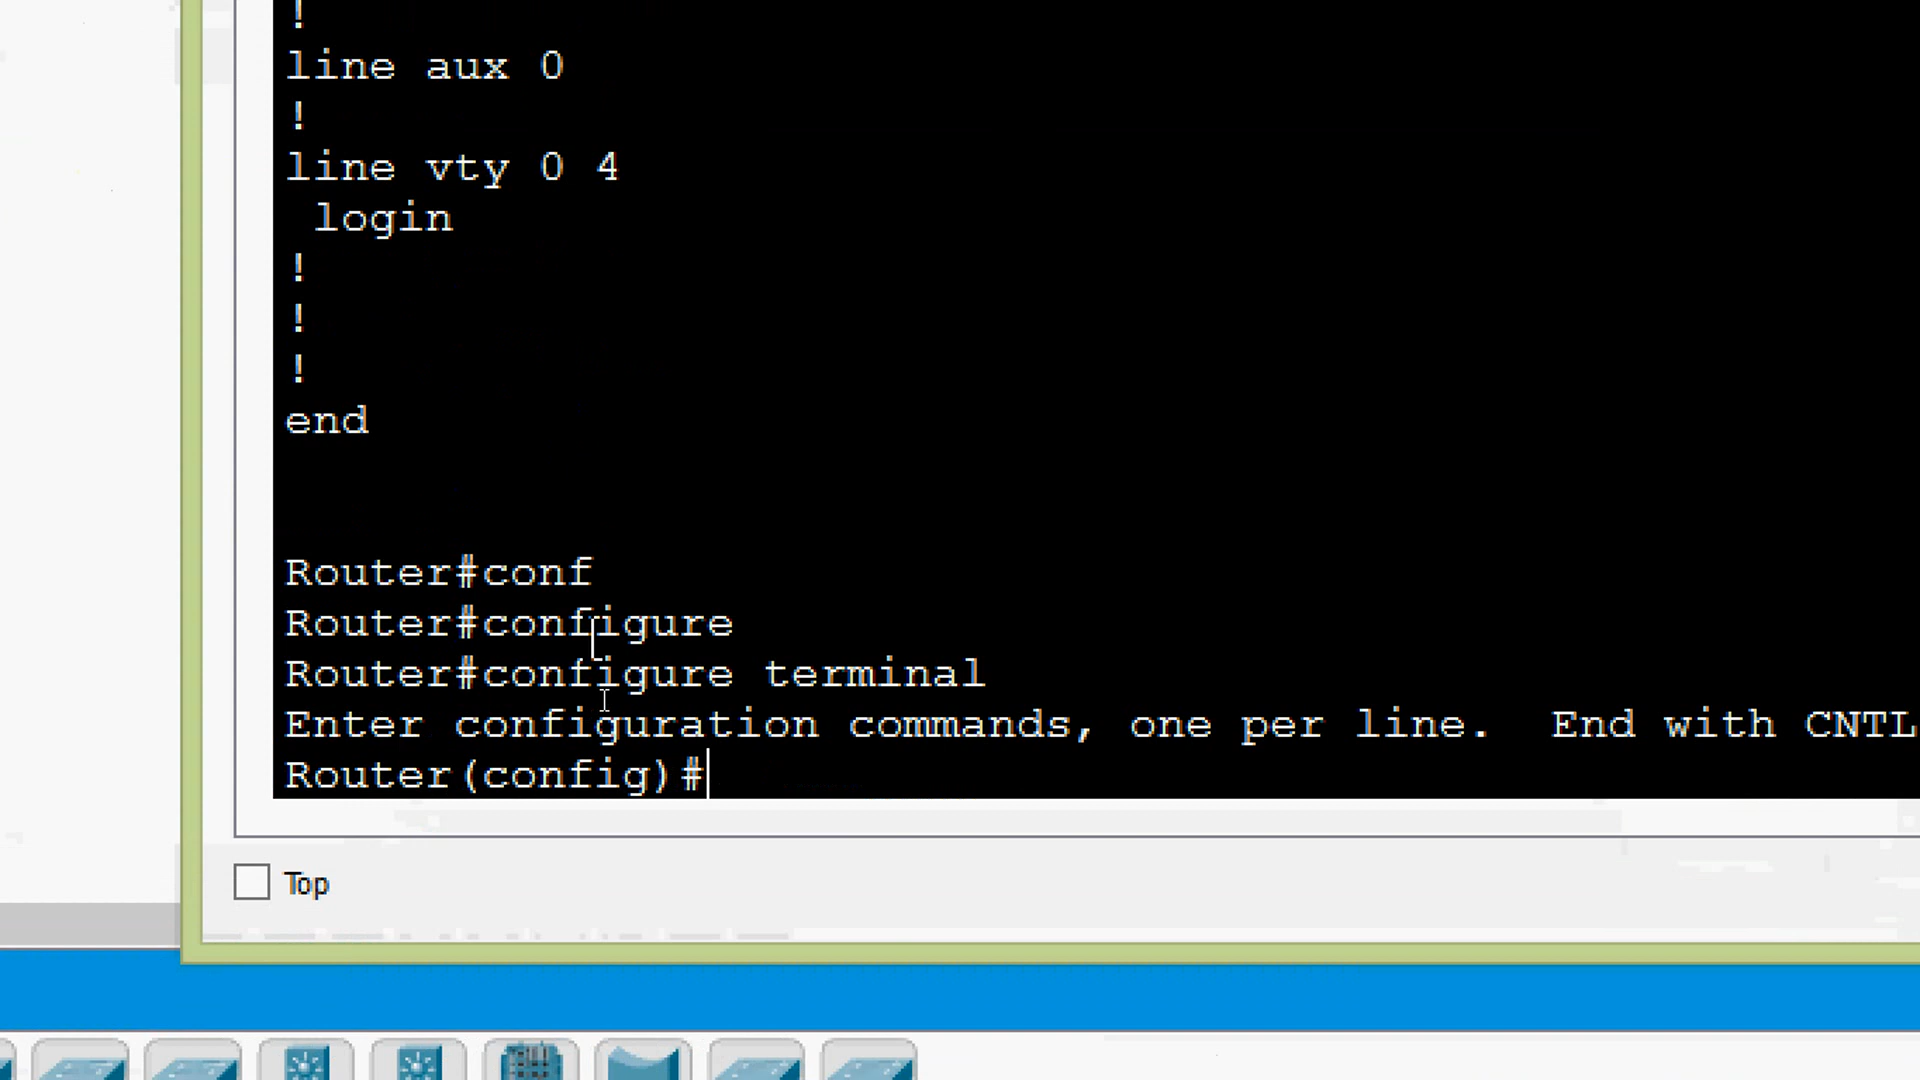 !
line aux 0
!
line vty 0 4
login
!
!
!
end
Router#conf
Router#configure
Router#configure terminal
Enter configuration commands, one per line. End with CNTL
Router(config)#
Top